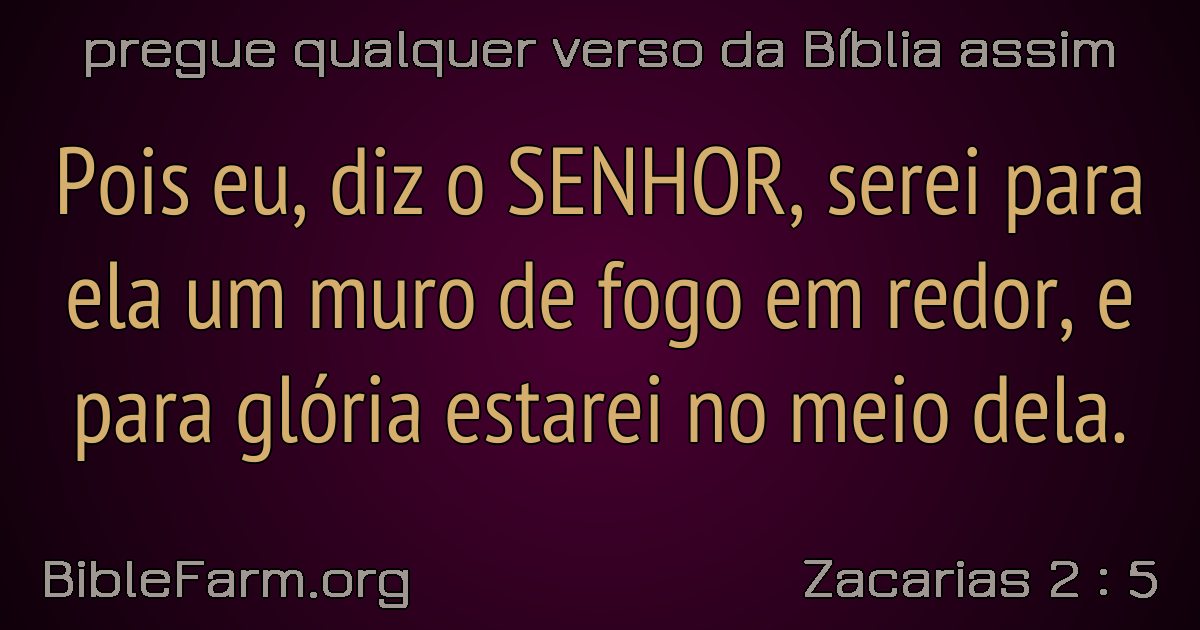 pregue qualquer verso da Bíblia assim
Pois eu, diz o SENHOR, serei para
ela um muro de fogo em redor, e
para glória estarei no meio dela.
BibleFarm.org
Zacarias 2 : 5